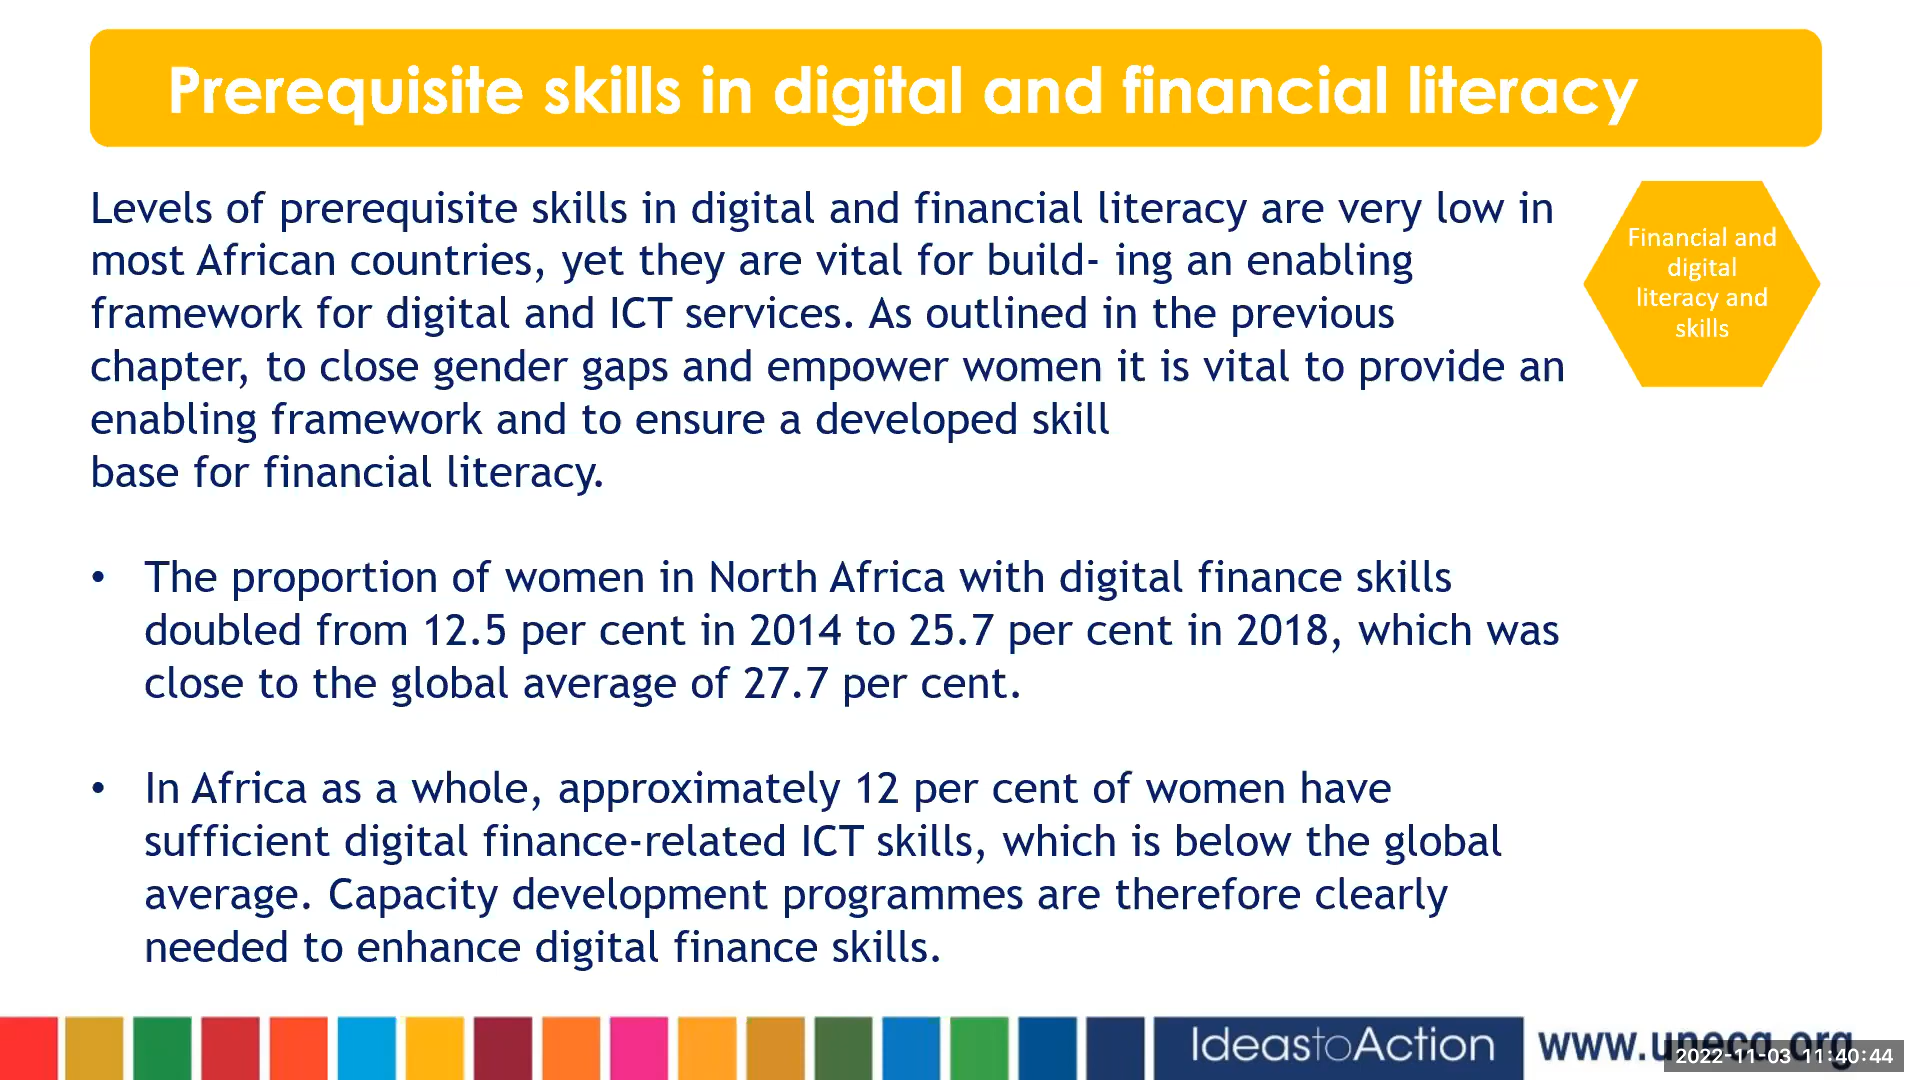 Prerequisite skills in digital and financial literacy
Levels of prerequisite skills in digital and financial literacy are very low in
most African countries, yet they are vital for build- ing an enabling
framework for digital and ICT services. As outlined in the previous
chapter, to close gender gaps and empower women it is vital to provide an
enabling framework and to ensure a developed skill
base for financial literacy.
Financial and
digital
literacy and
skills
• The proportion of women in North Africa with digital finance skills
doubled from 12.5 per cent in 2014 to 25.7 per cent in 2018, which was
close to the global average of 27.7 per cent.
• In Africa as a whole, approximately 12 per cent of women have
sufficient digital finance-related ICT skills, which is below the global
average. Capacity development programmes are therefore clearly
needed to enhance digital finance skills.
IdeastoAction
www.uneca.org
2022-11-03 11:40:44